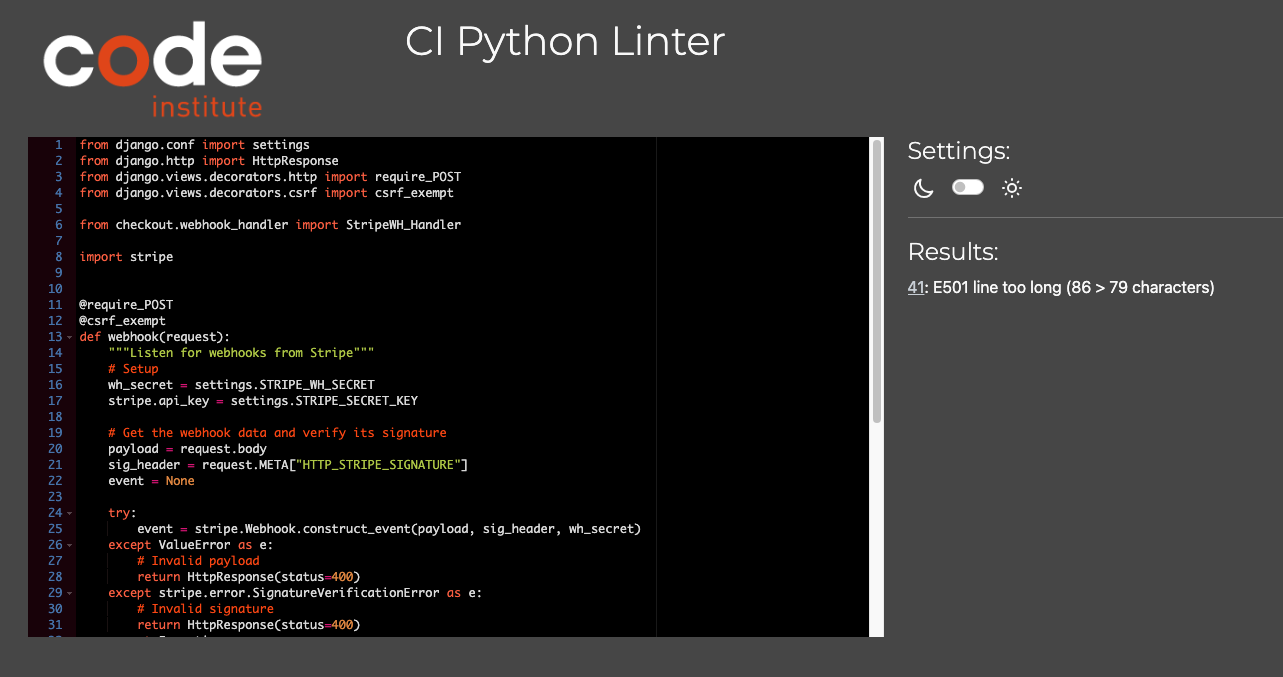 code
institute
CI Python Linter
1 from django.conf import settings
2 from django.http import HttpResponse
3 from django.views.decorators.http import require_POST
4 from django.views.decorators.csrf import csrf_exempt
5
6 from checkout.webhook_handler import StripeWH_Handler
7
8 import stripe
9
10
11 @require_POST
12 @csrf_exempt
13 def webhook(request):
14     """Listen for webhooks from Stripe"""
15     # Setup
16     wh_secret = settings.STRIPE_WH_SECRET
17     stripe.api_key = settings.STRIPE_SECRET_KEY
18
19     # Get the webhook data and verify its signature
20     payload = request.body
21     sig_header = request.META["HTTP_STRIPE_SIGNATURE"]
22     event = None
23
24     try:
25         event = stripe.Webhook.construct_event(payload, sig_header, wh_secret)
26     except ValueError as e:
27         # Invalid payload
28         return HttpResponse(status=400)
29     except stripe.error.SignatureVerificationError as e:
30         # Invalid signature
31         return HttpResponse(status=400)
Settings:
Results:
41: E501 line too long (86 > 79 characters)